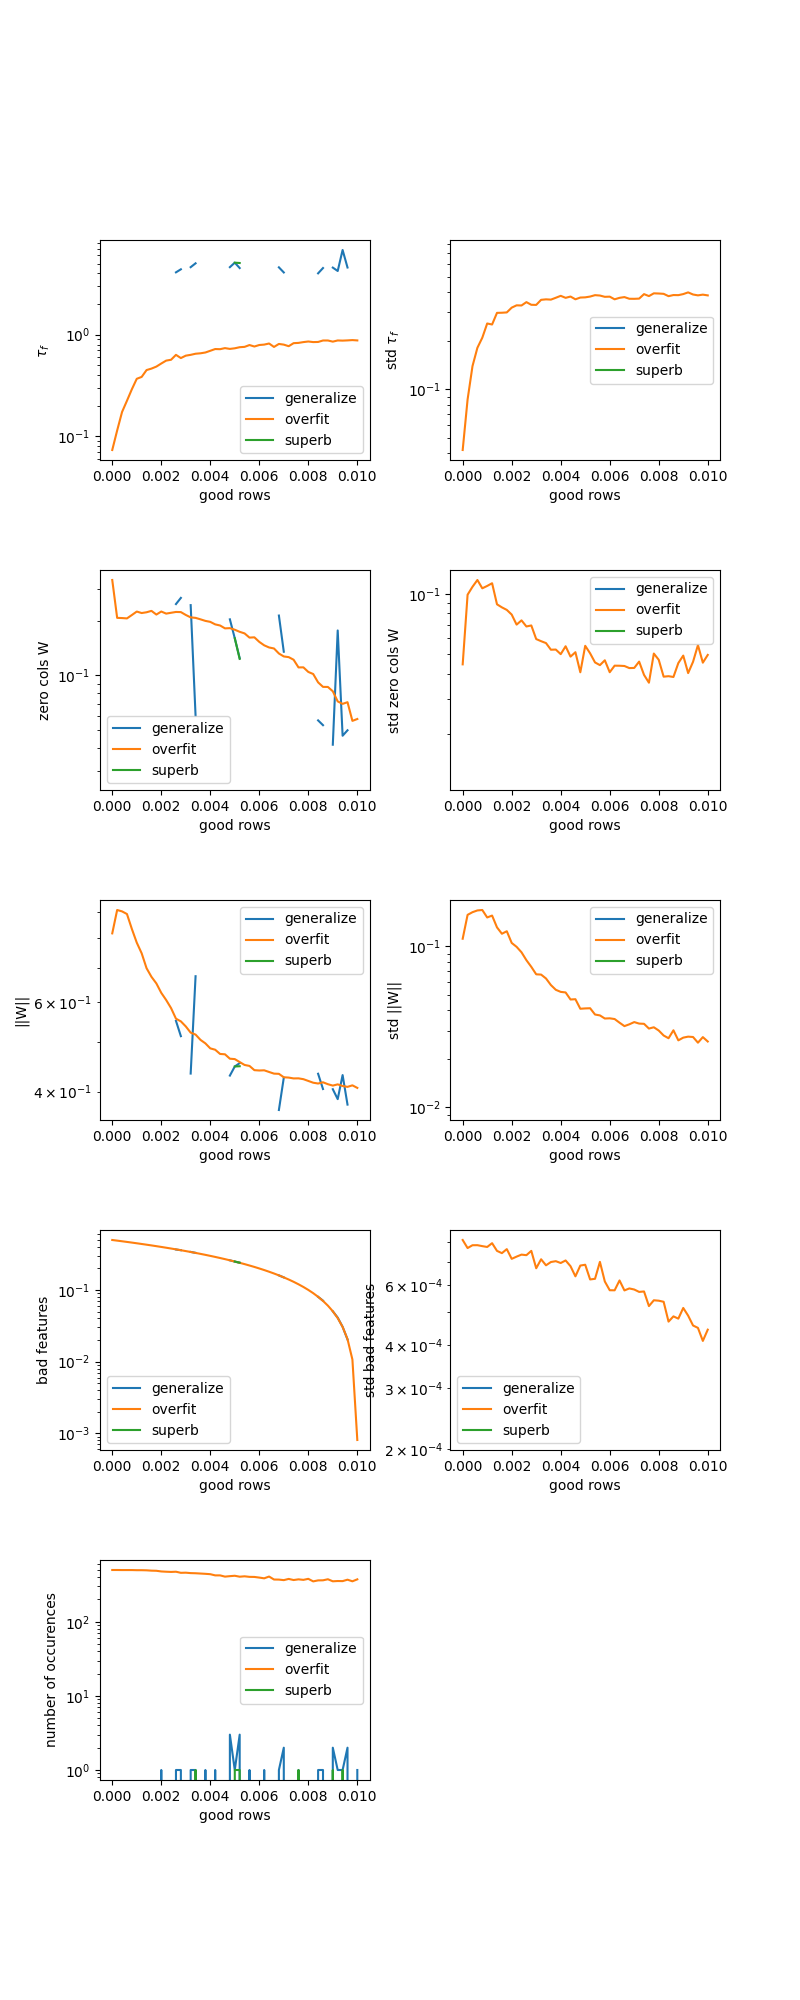 τf
10⁰
10⁻¹
generalize
overfit
superb
0.000 0.002 0.004 0.006 0.008 0.010
good rows
std τf
10⁻¹
generalize
overfit
superb
0.000 0.002 0.004 0.006 0.008 0.010
good rows
zero cols W
10⁻¹
generalize
overfit
superb
0.000 0.002 0.004 0.006 0.008 0.010
good rows
std zero cols W
10⁻¹
generalize
overfit
superb
0.000 0.002 0.004 0.006 0.008 0.010
good rows
||W||
6 × 10⁻¹
4 × 10⁻¹
generalize
overfit
superb
0.000 0.002 0.004 0.006 0.008 0.010
good rows
std ||W||
10⁻¹
10⁻²
generalize
overfit
superb
0.000 0.002 0.004 0.006 0.008 0.010
good rows
bad features
10⁻¹
10⁻²
10⁻³
generalize
overfit
superb
0.000 0.002 0.004 0.006 0.008 0.010
good rows
std bad features
6 × 10⁻⁴
4 × 10⁻⁴
3 × 10⁻⁴
2 × 10⁻⁴
generalize
overfit
superb
0.000 0.002 0.004 0.006 0.008 0.010
good rows
number of occurences
10²
10¹
10⁰
generalize
overfit
superb
0.000 0.002 0.004 0.006 0.008 0.010
good rows